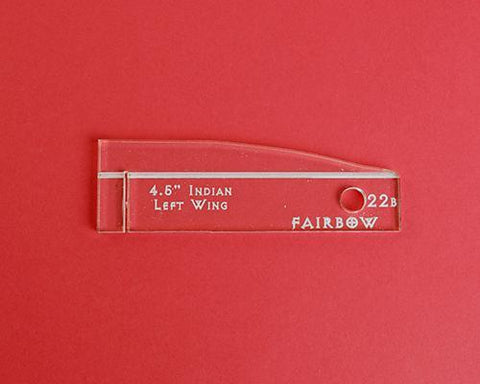 4.5" Indian
Left Wing
22B
FAIRBOW